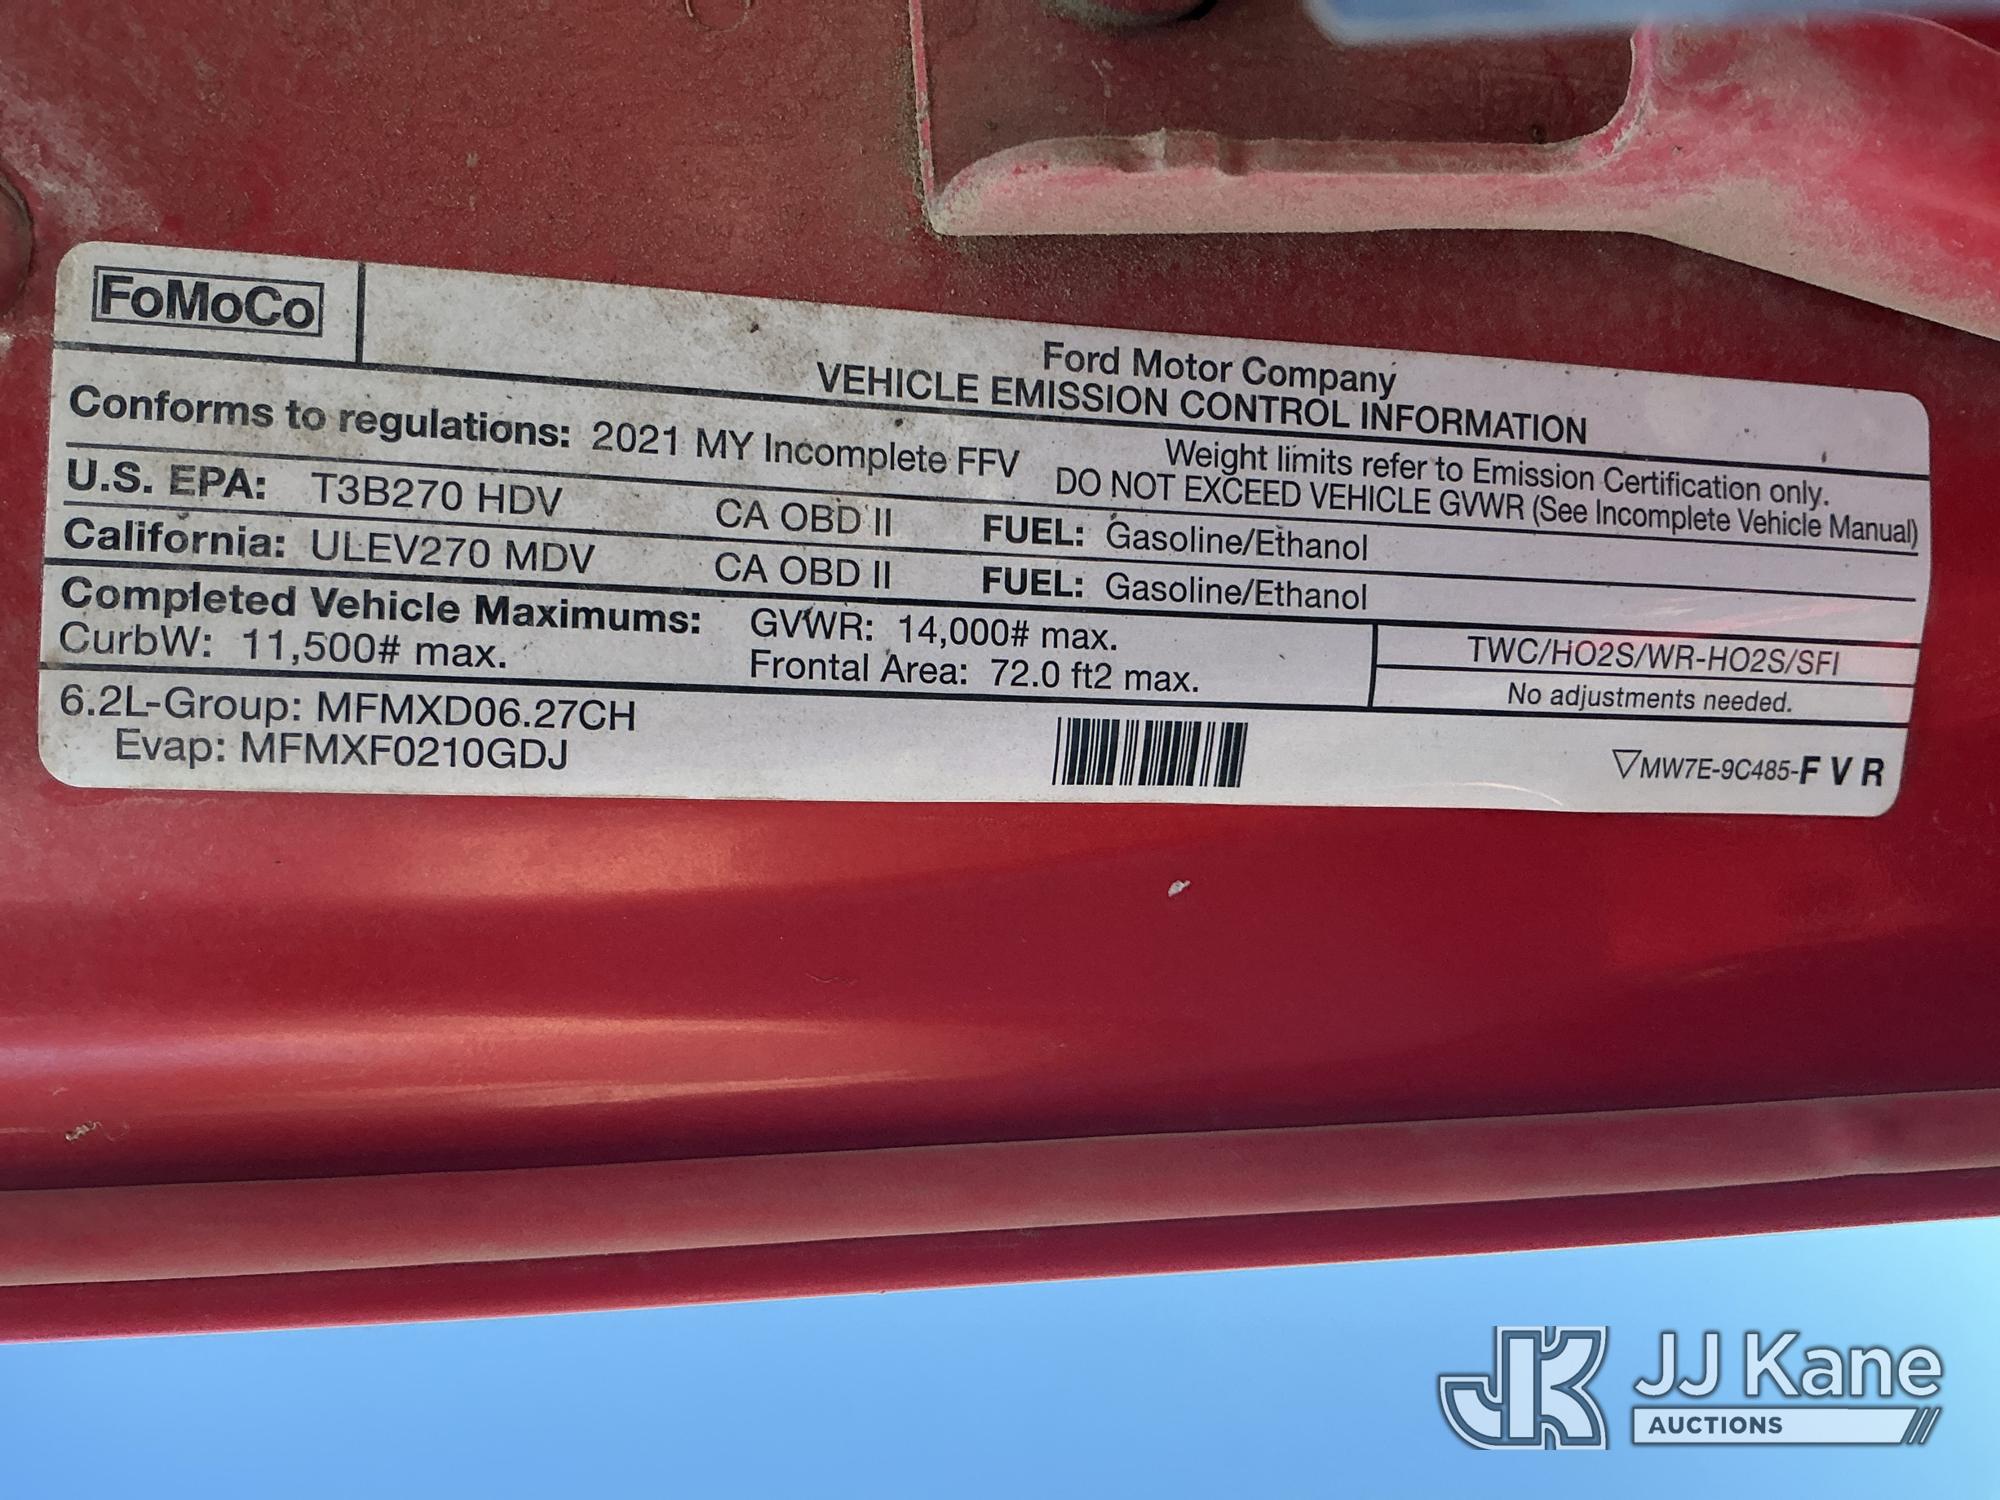 FoMoCo
Ford Motor Company
VEHICLE EMISSION CONTROL INFORMATION
Conforms to regulations: 2021 MY Incomplete FFV
Weight limits refer to Emission Certification only.
DO NOT EXCEED VEHICLE GVWR (See Incomplete Vehicle Manual)
U.S. EPA: T3B270 HDV CA OBD II FUEL: Gasoline/Ethanol
California: ULEV270 MDV CA OBD II FUEL: Gasoline/Ethanol
Completed Vehicle Maximums: GVWR: 14,000# max.
CurbW: 11,500# max. Frontal Area: 72.0 ft2 max.
TWC/HO2S/WR-HO2S/SFI
No adjustments needed.
6.2L-Group: MFMXD06.27CH
Evap: MFMXF0210GDJ
MW7E-9C485-F V R
JK JJ Kane
AUCTIONS